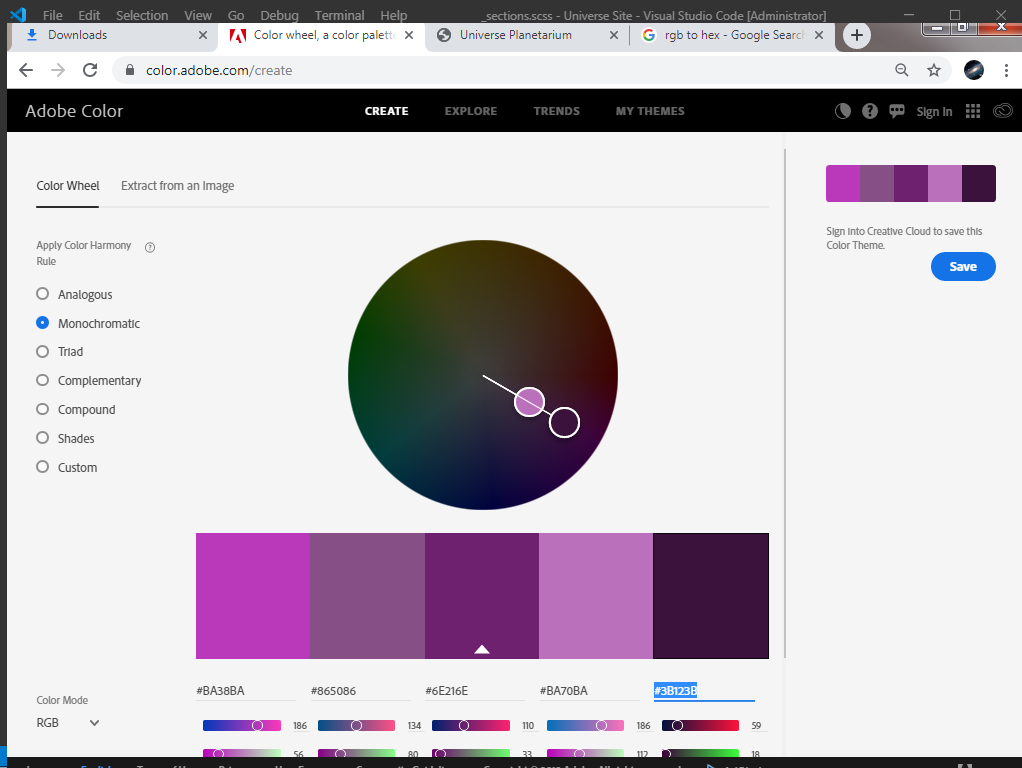 File Edit Selection View Go Debug Terminal Help _sections.scss - Universe Site - Visual Studio Code [Administrator]
Downloads Color wheel, a color palette Universe Planetarium rgb to hex - Google Search
color.adobe.com/create
Adobe Color CREATE EXPLORE TRENDS MY THEMES Sign In
Color Wheel Extract from an Image
Sign into Creative Cloud to save this
Color Theme.
Save
Apply Color Harmony
Rule
Analogous
Monochromatic
Triad
Complementary
Compound
Shades
Custom
#BA38BA #865086 #6E216E #BA70BA #3B123B
Color Mode
RGB
186 134 110 186 59
56 80 33 112 18